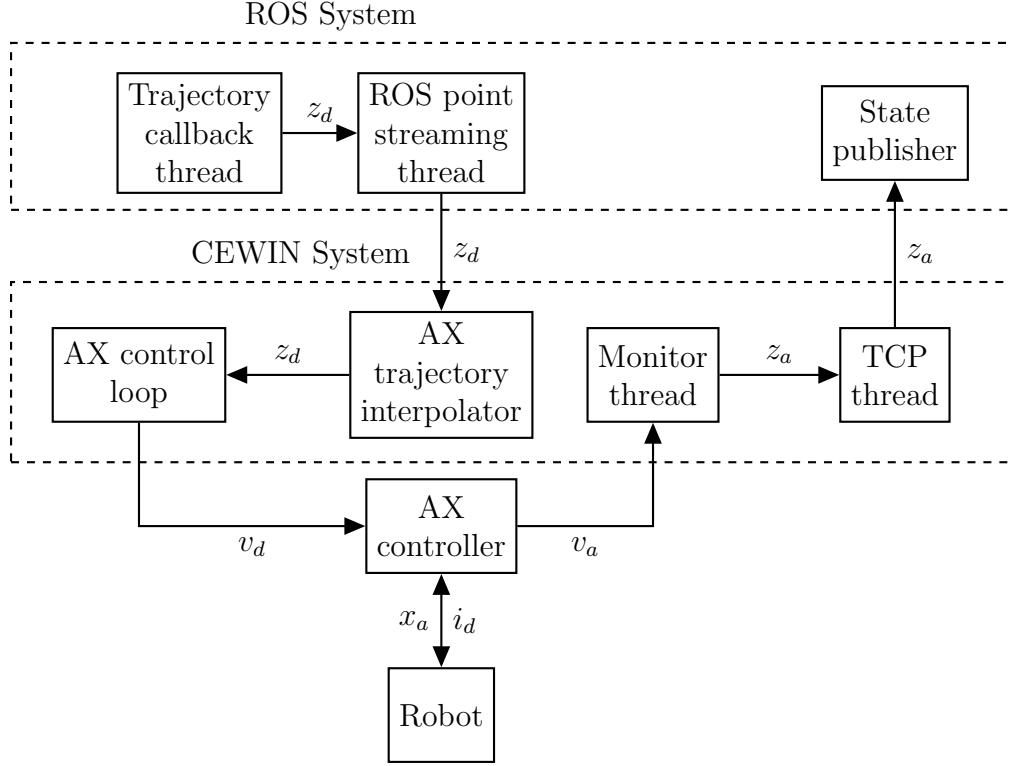 ROS System
Trajectory
callback
thread
z_d
ROS point
streaming
thread
State
publisher
z_d
z_a
CEWIN System
AX control
loop
z_d
AX
trajectory
interpolator
Monitor
thread
z_a
TCP
thread
v_d
AX
controller
v_a
x_a
i_d
Robot